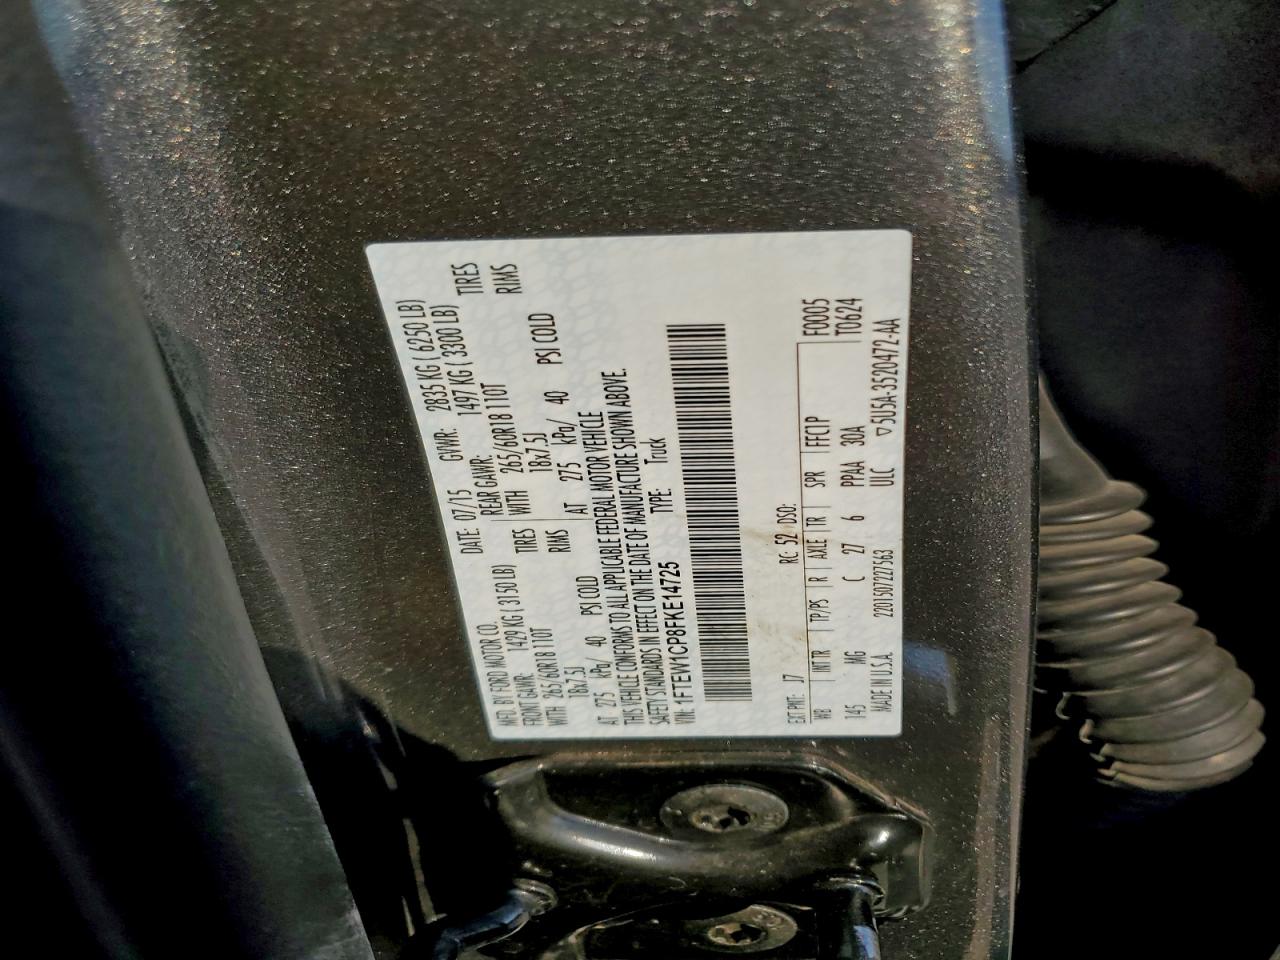 MFD. BY FORD MOTOR CO.
DATE: 07/15 GVWR: 2835 KG ( 6250 LB)
FRONT GAWR: 1429 KG ( 3150 LB)
REAR GAWR: 1497 KG ( 3300 LB)
WITH 265/60R18 110T TIRES
WITH 265/60R18 110T TIRES
18x7.5J RIMS
18x7.5J RIMS
AT 275 kPa/ 40 PSI COLD
AT 275 kPa/ 40 PSI COLD
THIS VEHICLE CONFORMS TO ALL APPLICABLE FEDERAL MOTOR VEHICLE
SAFETY STANDARDS IN EFFECT ON THE DATE OF MANUFACTURE SHOWN ABOVE.
VIN: 1FTEW1CP8FKE14725 TYPE: Truck
EXT PNT: J7 RC: 52 DSO: F0005
WB INT TR TP/PS R AXLE TR SPR FFC1P T0624
145 MG C 27 6 PPAA 30A
MADE IN U.S.A. 220150722​7563 ULC ▽5U5A-3520472-AA